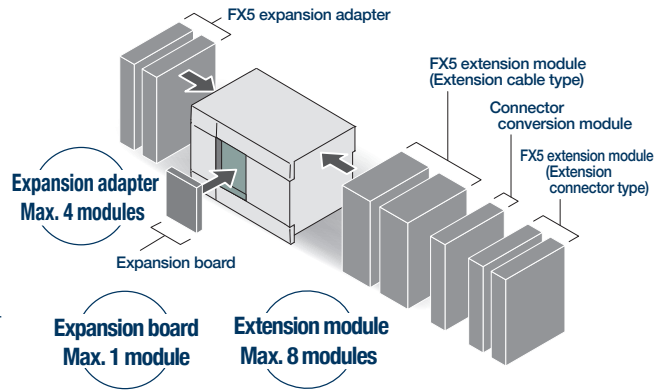 FX5 expansion adapter
FX5 extension module
(Extension cable type)
Connector
conversion module
FX5 extension module
(Extension
connector type)
Expansion adapter
Max. 4 modules
Expansion board
Expansion board
Max. 1 module
Extension module
Max. 8 modules